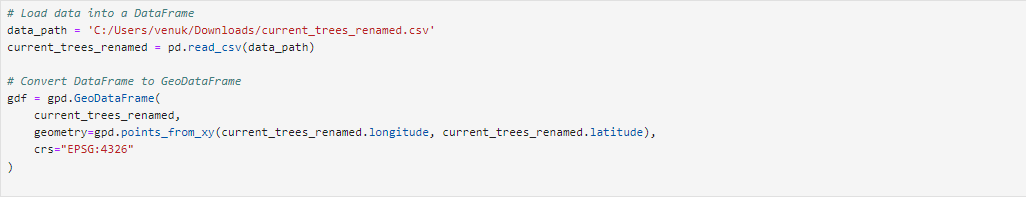 # Load data into a DataFrame
data_path = 'C:/Users/venuk/Downloads/current_trees_renamed.csv'
current_trees_renamed = pd.read_csv(data_path)

# Convert DataFrame to GeoDataFrame
gdf = gpd.GeoDataFrame(
    current_trees_renamed,
    geometry=gpd.points_from_xy(current_trees_renamed.longitude, current_trees_renamed.latitude),
    crs="EPSG:4326"
)